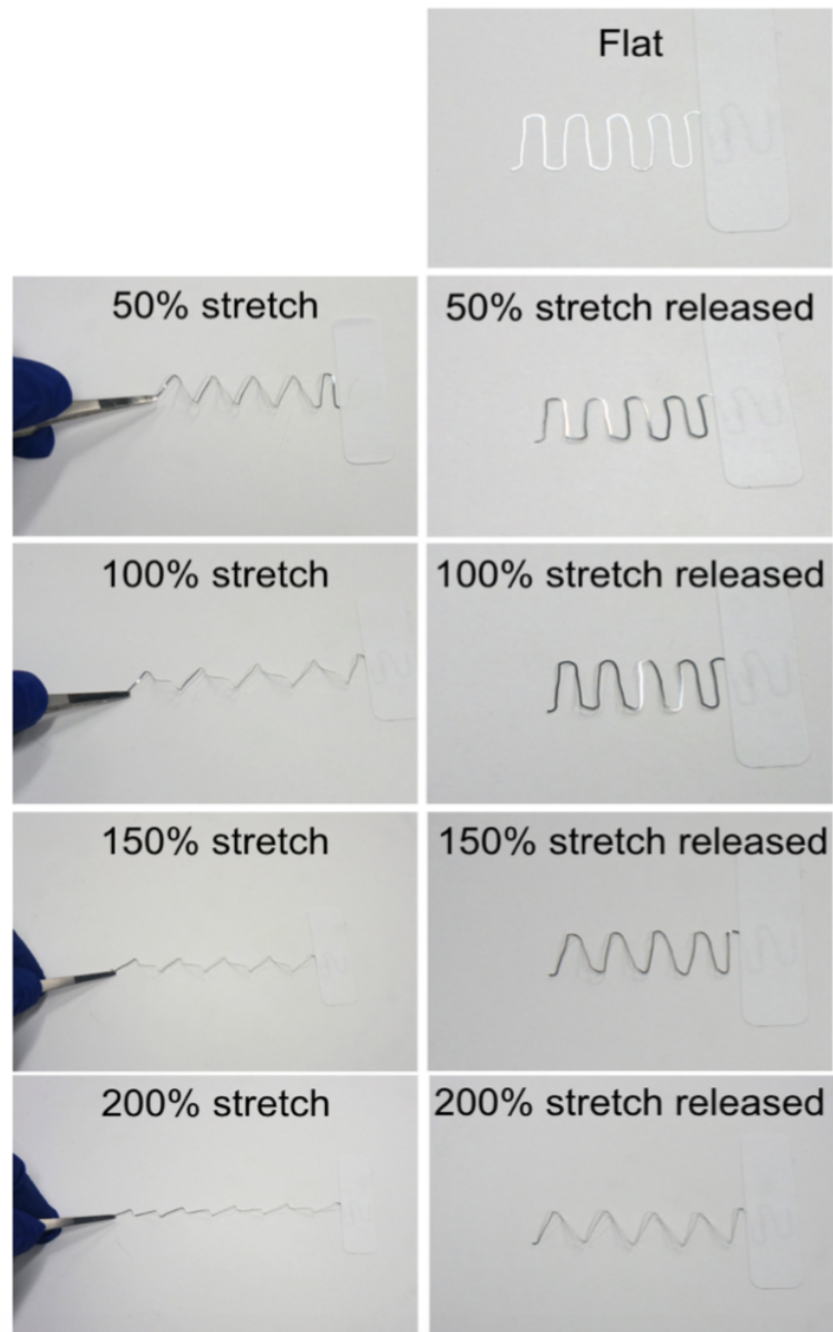 Flat
50% stretch
50% stretch released
100% stretch
100% stretch released
150% stretch
150% stretch released
200% stretch
200% stretch released